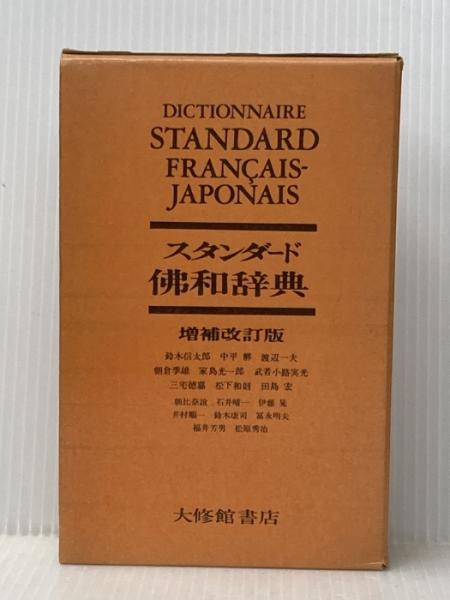 DICTIONNAIRE
STANDARD
FRANÇAIS-
JAPONAIS
スタンダード
佛和辞典
増補改訂版
鈴木信太郎 中平 解 渡辺一夫
朝倉季雄 家島光一郎 武者小路実光
三宅徳嘉 松下和則 田島 宏
朝比奈誼 石井晴一 伊藤 晃
井村順一 鈴木康司 冨永明夫
福井芳男 松原秀治
大修館書店